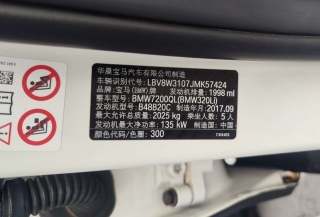 华晨宝马汽车有限公司制造
车辆识别代号: LBV8W3107JMK57424
品牌: 宝马(BMW)牌 发动机排量: 1998 ml
整车型号: BMW7200QL(BMW320Li)
发动机型号: B48B20C 制造年月: 2017.09
最大允许总质量: 2025 kg 乘坐人数: 5 人
发动机最大净功率: 135 kW 制造国: 中国
颜色代码/色圈: 300